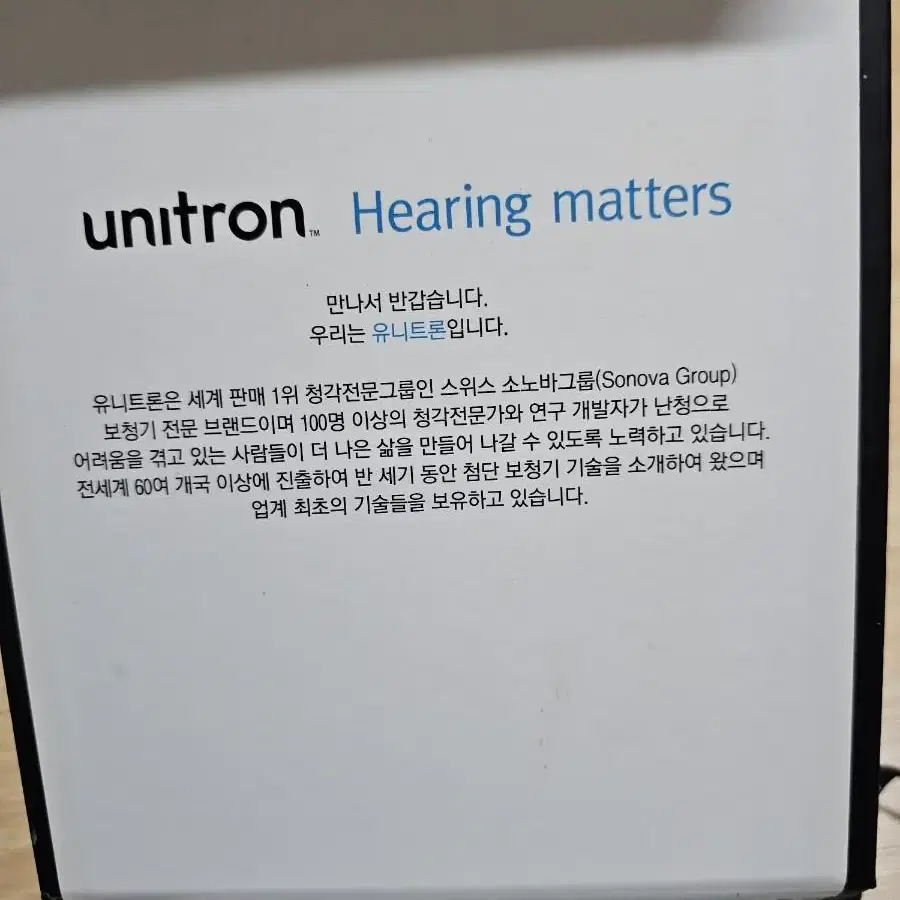 unitron™ Hearing matters
만나서 반갑습니다.
우리는 유니트론입니다.
유니트론은 세계 판매 1위 청각전문그룹인 스위스 소노바그룹(Sonova Group)
보청기 전문 브랜드이며 100명 이상의 청각전문가와 연구 개발자가 난청으로
어려움을 겪고 있는 사람들이 더 나은 삶을 만들어 나갈 수 있도록 노력하고 있습니다.
전세계 60여 개국 이상에 진출하여 반 세기 동안 첨단 보청기 기술을 소개하여 왔으며
업계 최초의 기술들을 보유하고 있습니다.